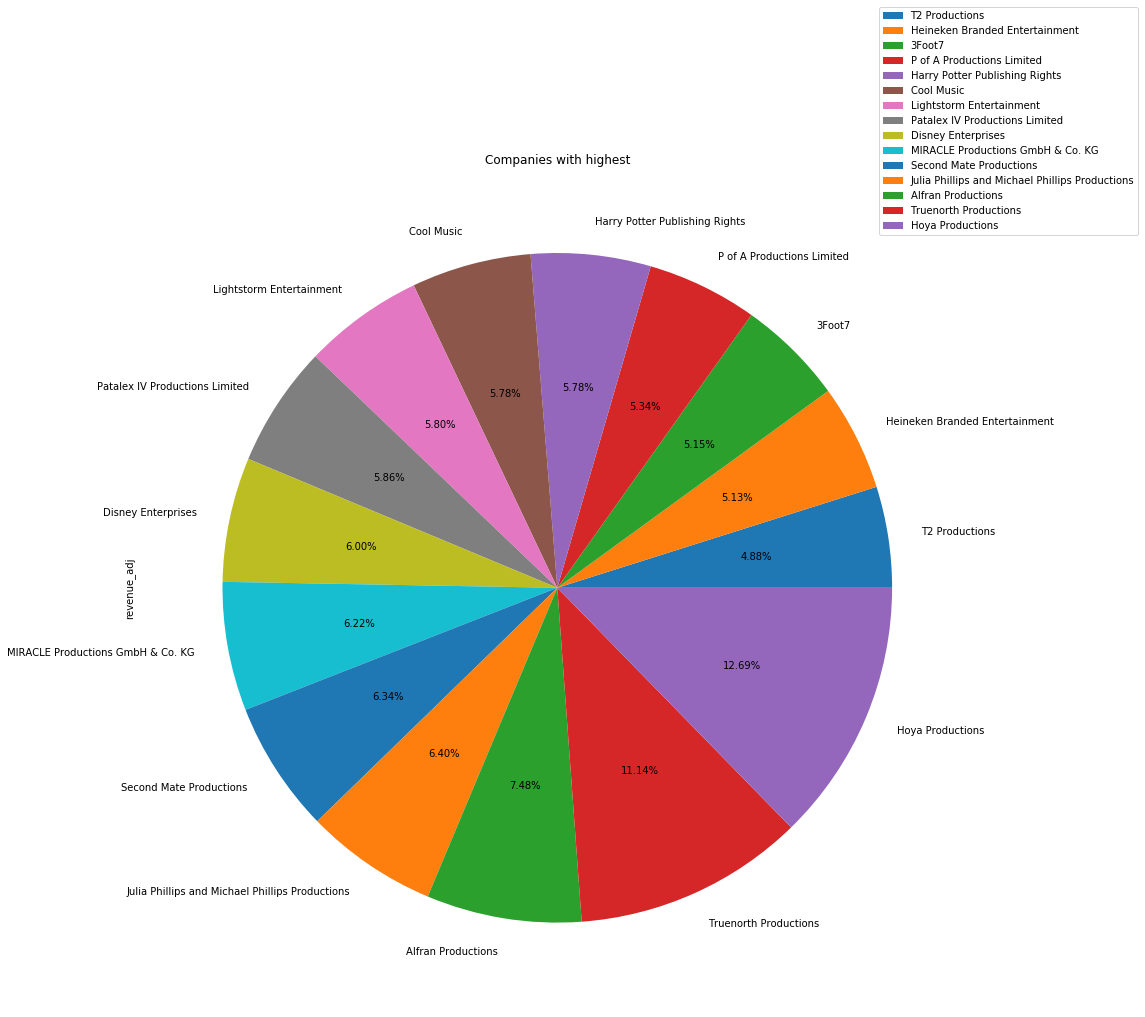 T2 Productions
Heineken Branded Entertainment
3Foot7
P of A Productions Limited
Harry Potter Publishing Rights
Cool Music
Lightstorm Entertainment
Patalex IV Productions Limited
Disney Enterprises
MIRACLE Productions GmbH & Co. KG
Second Mate Productions
Julia Phillips and Michael Phillips Productions
Alfran Productions
Truenorth Productions
Hoya Productions
Companies with highest
Harry Potter Publishing Rights
Cool Music
P of A Productions Limited
Lightstorm Entertainment
3Foot7
Patalex IV Productions Limited
5.78%
5.78%
5.34%
Heineken Branded Entertainment
5.80%
5.15%
5.86%
5.13%
Disney Enterprises
T2 Productions
6.00%
4.88%
revenue_adj
6.22%
MIRACLE Productions GmbH & Co. KG
12.69%
6.34%
Hoya Productions
6.40%
11.14%
7.48%
Second Mate Productions
Julia Phillips and Michael Phillips Productions
Truenorth Productions
Alfran Productions